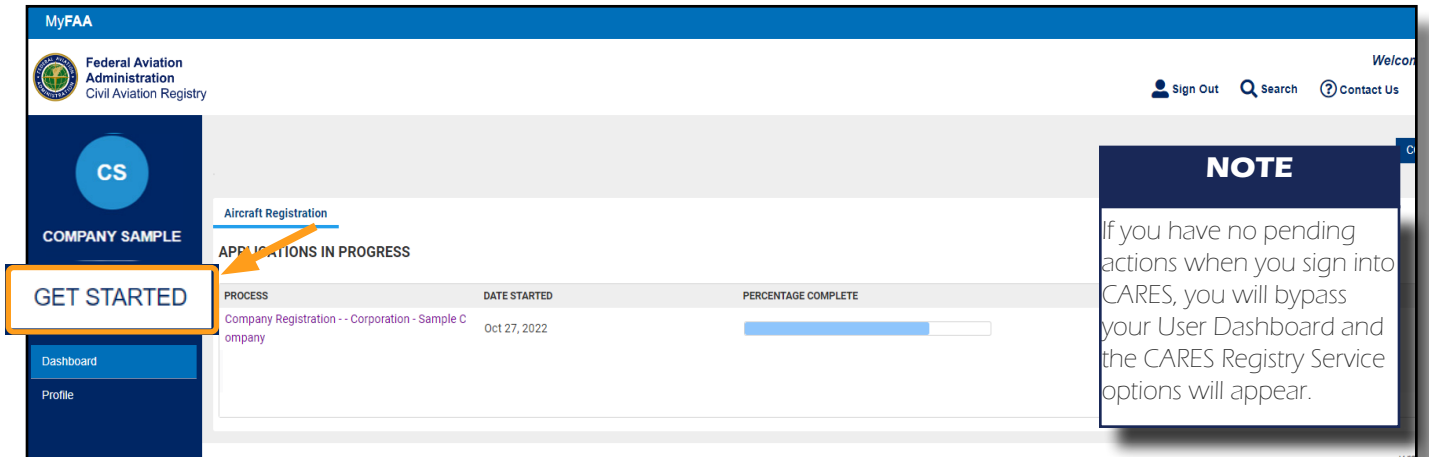 MyFAA
Federal Aviation
Administration
Civil Aviation Registry
Sign Out
Search
Contact Us
CS
COMPANY SAMPLE
GET STARTED
Dashboard
Profile
Aircraft Registration
APPLICATIONS IN PROGRESS
PROCESS DATE STARTED PERCENTAGE COMPLETE
Company Registration - - Corporation - Sample C
ompany
Oct 27, 2022
NOTE
If you have no pending
actions when you sign into
CARES, you will bypass
your User Dashboard and
the CARES Registry Service
options will appear.